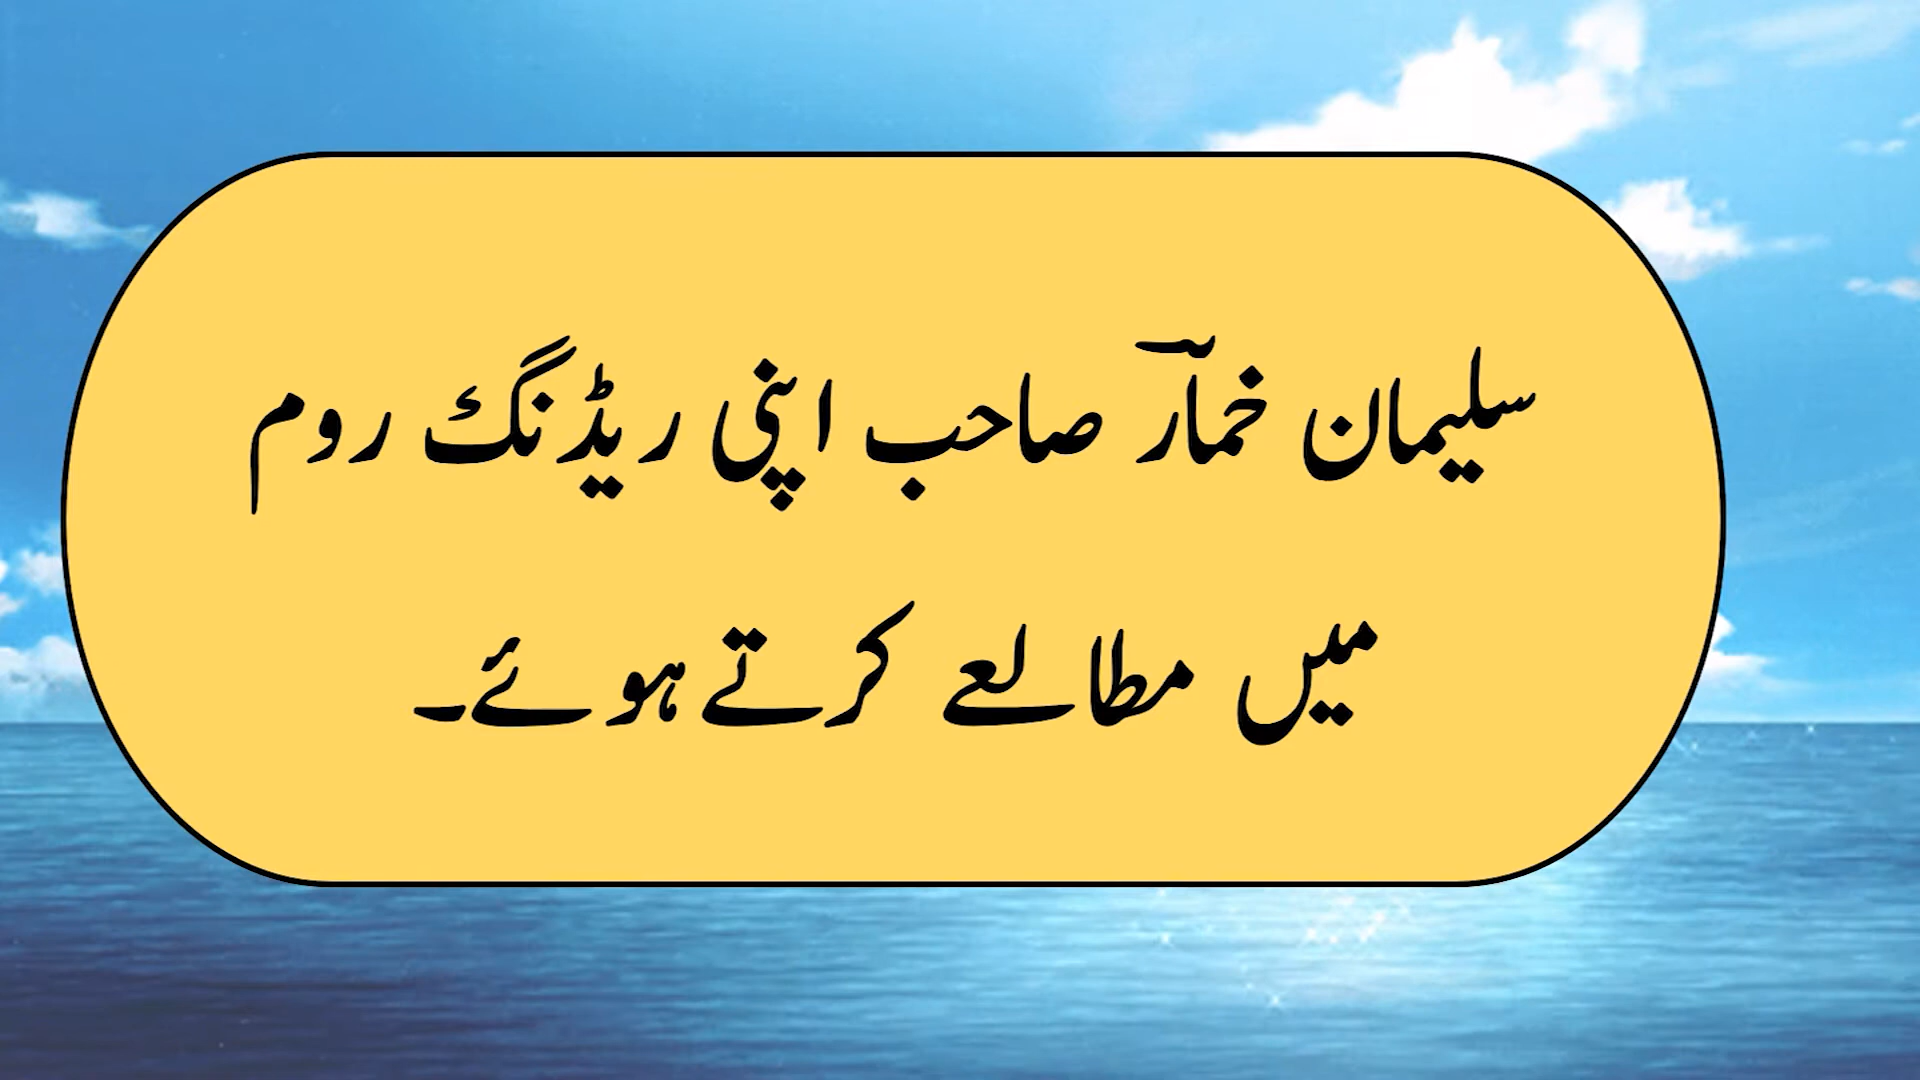 سلیمان خمارؔ صاحب اپنی ریڈنگ روم
میں مطالعے کرتے ہوئے۔